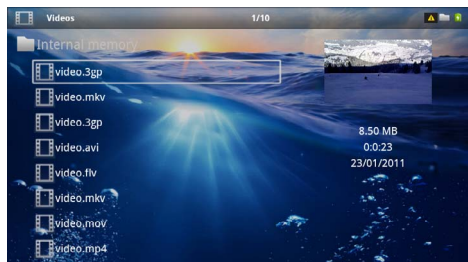 Videos 1/10
Internal memory
video.3gp
video.mkv
video.3gp
video.avi
video.flv
video.mkv
video.mov
video.mp4
8.50 MB
0:0:23
23/01/2011